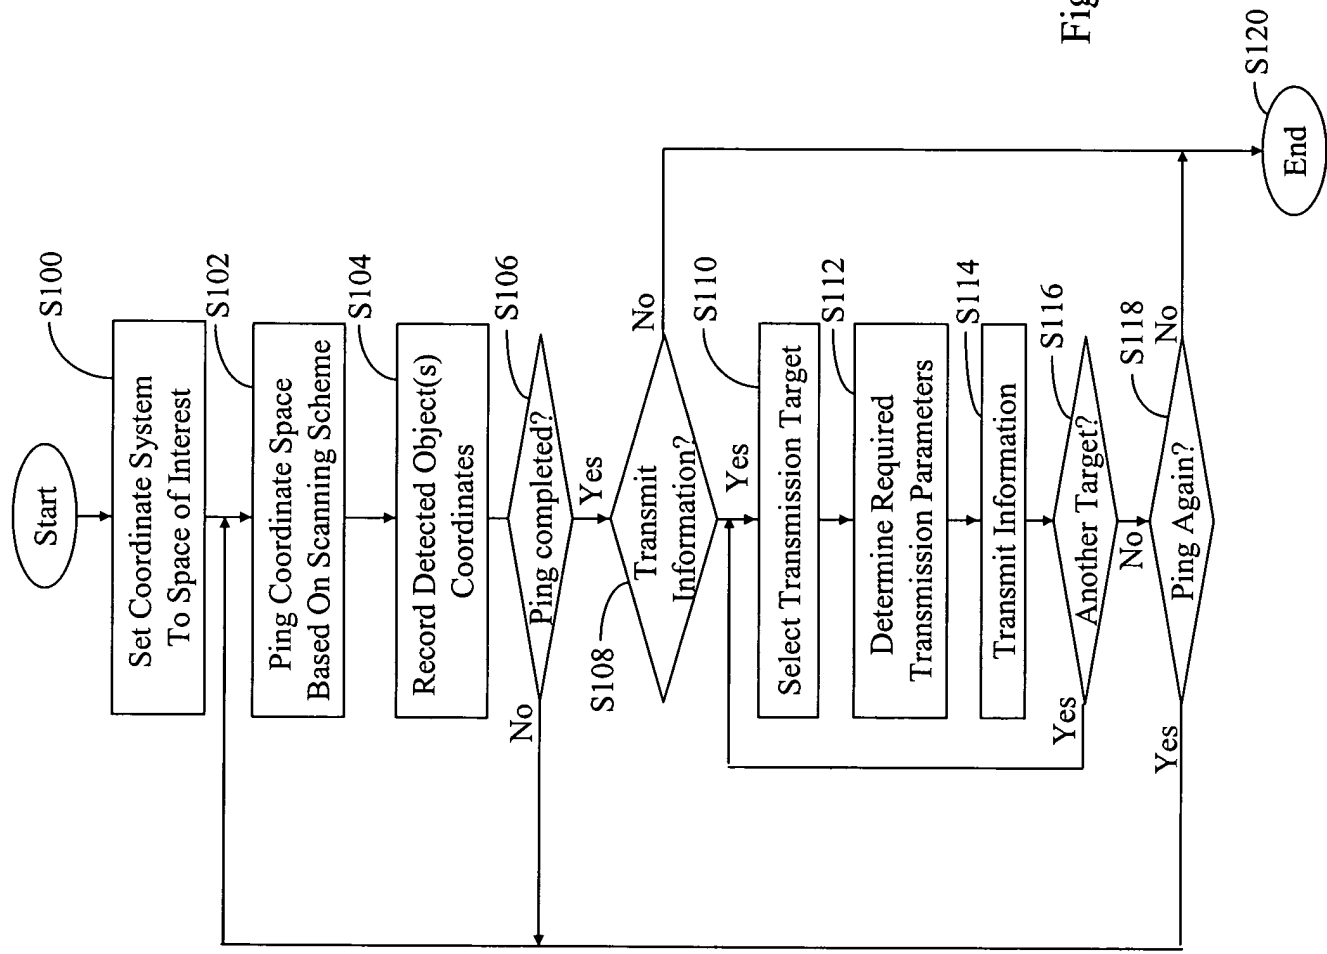 Start
S100
Set Coordinate System
To Space of Interest
S102
Ping Coordinate Space
Based On Scanning Scheme
S104
Record Detected Object(s)
Coordinates
S106
Ping completed?
No
Yes
S108
Transmit
Information?
No
Yes
S110
Select Transmission Target
S112
Determine Required
Transmission Parameters
S114
Transmit Information
S116
Another Target?
Yes
No
S118
Ping Again?
Yes
No
S120
End